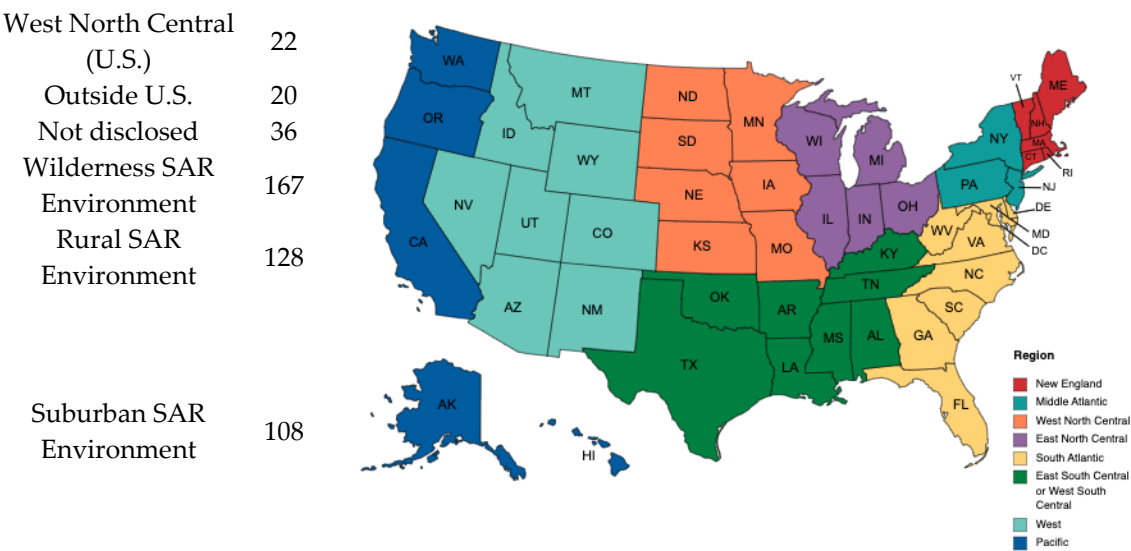 West North Central
(U.S.)
22
Outside U.S. 20
Not disclosed 36
Wilderness SAR
Environment
167
Rural SAR
Environment
128
Suburban SAR
Environment
108
WA
OR
CA
AK
HI
MT
ID
WY
NV
UT
CO
AZ
NM
ND
SD
NE
KS
MN
IA
MO
WI
MI
IL
IN
OH
KY
TN
OK
AR
TX
LA
MS
AL
GA
FL
SC
NC
VA
WV
PA
NY
VT
ME
NH
MA
CT
RI
NJ
DE
MD
DC
Region
New England
Middle Atlantic
West North Central
East North Central
South Atlantic
East South Central
or West South
Central
West
Pacific